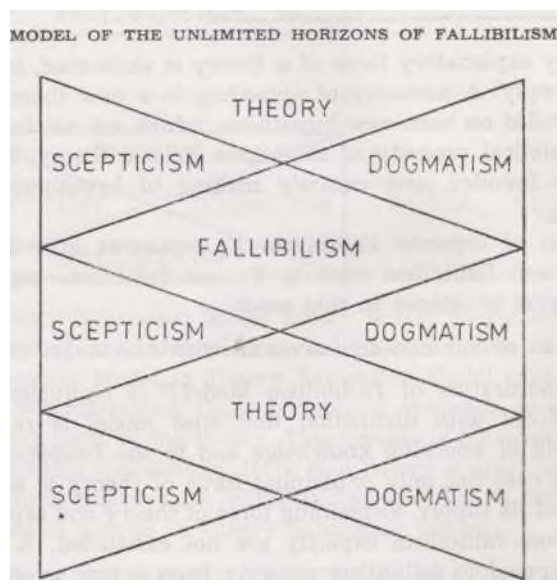 MODEL OF THE UNLIMITED HORIZONS OF FALLIBILISM
THEORY
SCEPTICISM DOGMATISM
FALLIBILISM
SCEPTICISM DOGMATISM
THEORY
SCEPTICISM DOGMATISM